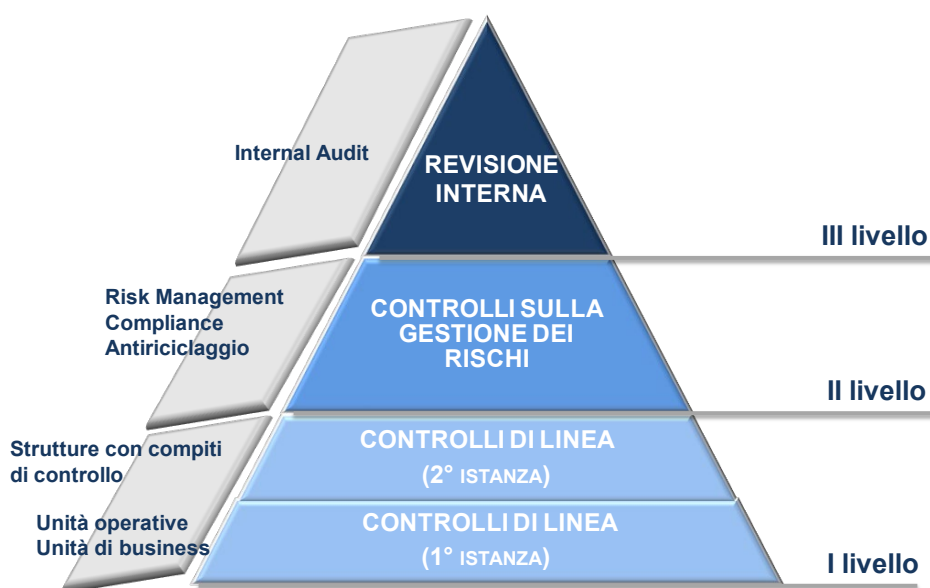 Internal Audit
REVISIONE
INTERNA
III livello
Risk Management
Compliance
Antiriciclaggio
CONTROLLI SULLA
GESTIONE DEI
RISCHI
II livello
Strutture con compiti
di controllo
CONTROLLI DI LINEA
(2° ISTANZA)
Unità operative
Unità di business
CONTROLLI DI LINEA
(1° ISTANZA)
I livello